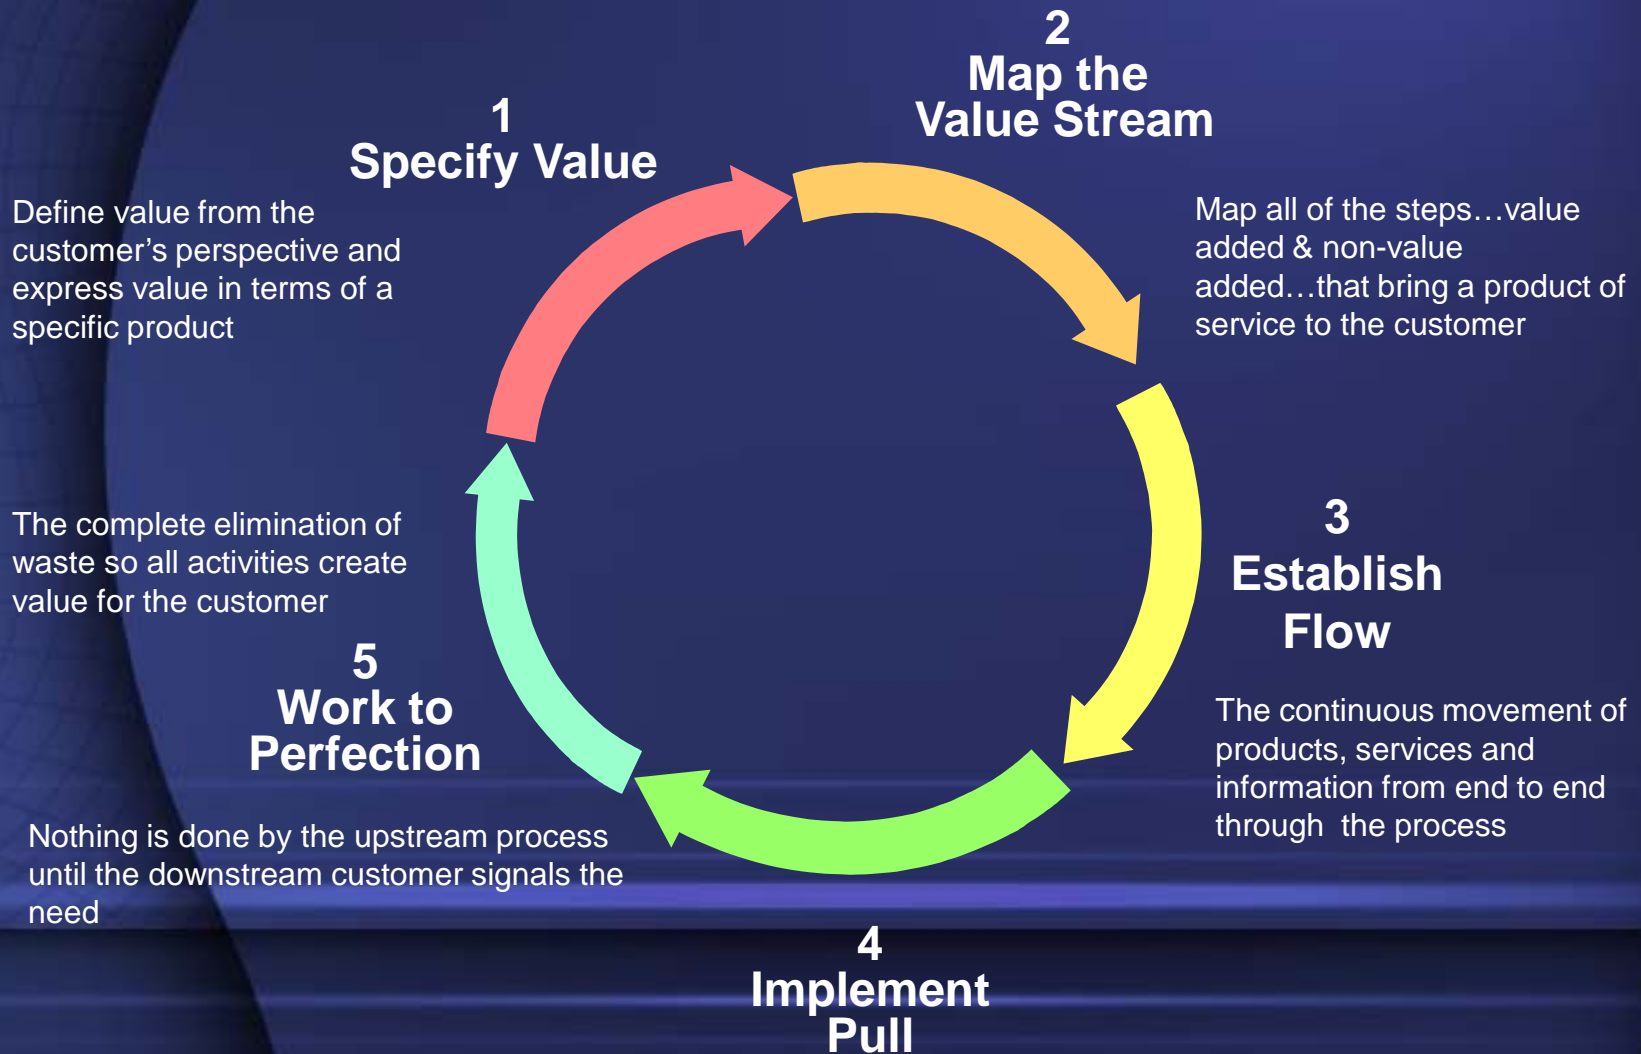 1
Specify Value
Define value from the
customer’s perspective and
express value in terms of a
specific product
2
Map the
Value Stream
Map all of the steps…value
added & non-value
added…that bring a product of
service to the customer
3
Establish
Flow
The continuous movement of
products, services and
information from end to end
through  the process
4
Implement
Pull
Nothing is done by the upstream process
until the downstream customer signals the
need
5
Work to
Perfection
The complete elimination of
waste so all activities create
value for the customer